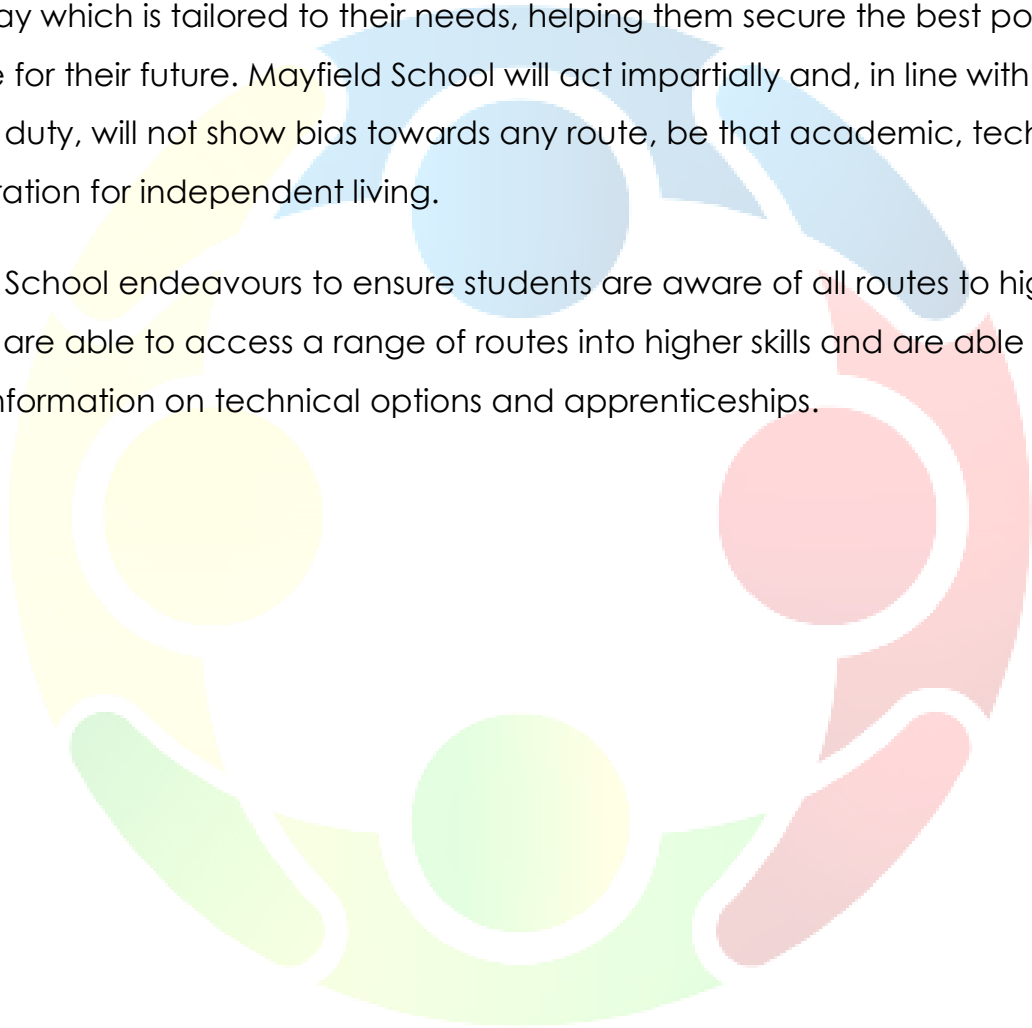 ay which is tailored to their needs, helping them secure the best po
e for their future. Mayfield School will act impartially and, in line with
duty, will not show bias towards any route, be that academic, tech
ration for independent living.
School endeavours to ensure students are aware of all routes to hig
are able to access a range of routes into higher skills and are able
nformation on technical options and apprenticeships.